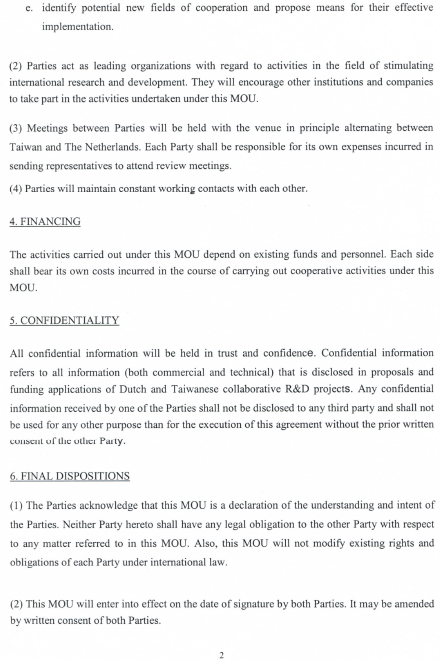 e. identify potential new fields of cooperation and propose means for their effective
implementation.
(2) Parties act as leading organizations with regard to activities in the field of stimulating
international research and development. They will encourage other institutions and companies
to take part in the activities undertaken under this MOU.
(3) Meetings between Parties will be held with the venue in principle alternating between
Taiwan and The Netherlands. Each Party shall be responsible for its own expenses incurred in
sending representatives to attend review meetings.
(4) Parties will maintain constant working contacts with each other.
4. FINANCING
The activities carried out under this MOU depend on existing funds and personnel. Each side
shall bear its own costs incurred in the course of carrying out cooperative activities under this
MOU.
5. CONFIDENTIALITY
All confidential information will be held in trust and confidence. Confidential information
refers to all information (both commercial and technical) that is disclosed in proposals and
funding applications of Dutch and Taiwanese collaborative R&D projects. Any confidential
information received by one of the Parties shall not be disclosed to any third party and shall not
be used for any other purpose than for the execution of this agreement without the prior written
consent of the other Party.
6. FINAL DISPOSITIONS
(1) The Parties acknowledge that this MOU is a declaration of the understanding and intent of
the Parties. Neither Party hereto shall have any legal obligation to the other Party with respect
to any matter referred to in this MOU. Also, this MOU will not modify existing rights and
obligations of each Party under international law.
(2) This MOU will enter into effect on the date of signature by both Parties. It may be amended
by written consent of both Parties.
2